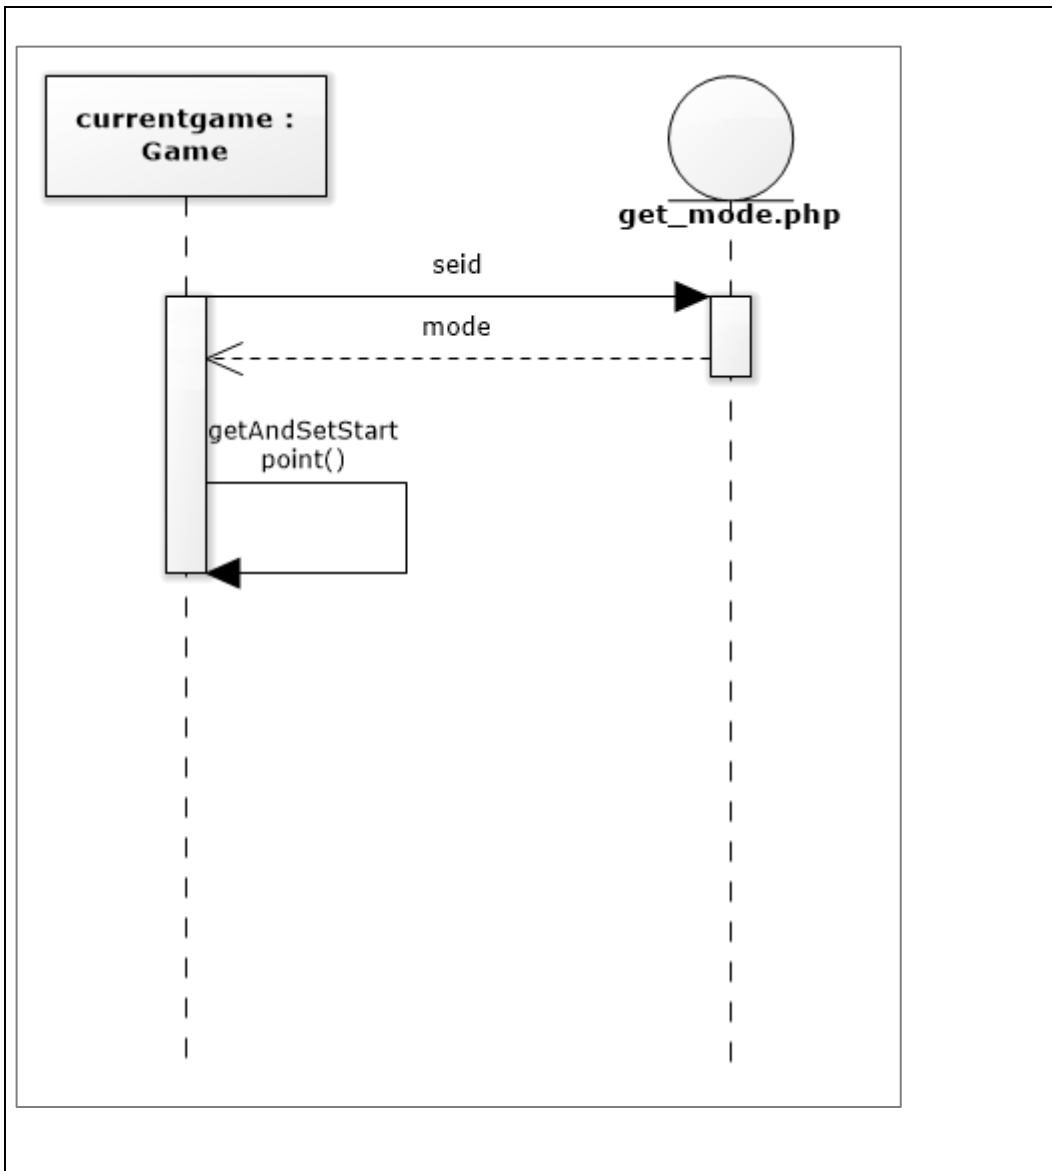 currentgame :
Game
get_mode.php
seid
mode
getAndSetStart
point()